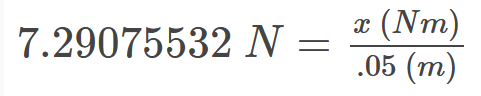 7.29075532 N = x (Nm) / .05 (m)